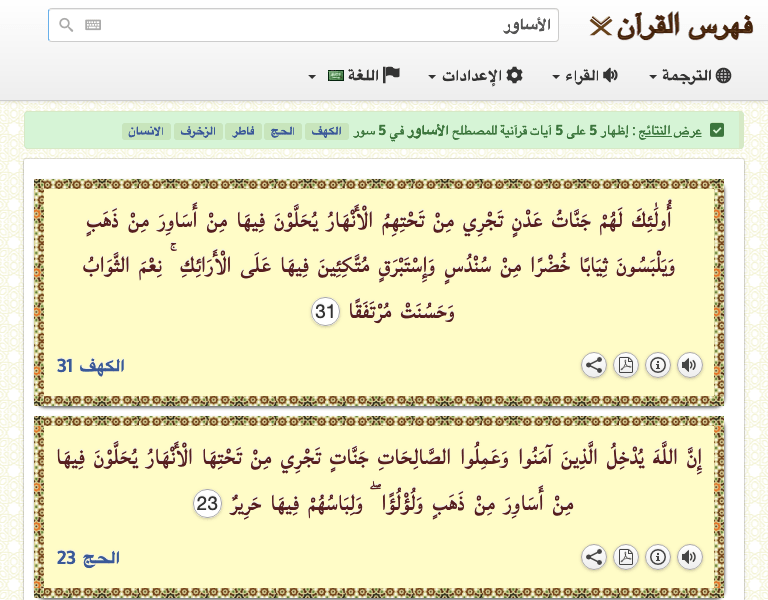 فهرس القرآن
الأساور
الترجمة القراء الإعدادات اللغة
عرض النتائج : إظهار 5 على 5 آيات قرآنية للمصطلح الأساور في 5 سور الكهف الحج فاطر الزخرف الانسان
أُولَٰئِكَ لَهُمْ جَنَّاتُ عَدْنٍ تَجْرِي مِنْ تَحْتِهِمُ الْأَنْهَارُ يُحَلَّوْنَ فِيهَا مِنْ أَسَاوِرَ مِنْ ذَهَبٍ
وَيَلْبَسُونَ ثِيَابًا خُضْرًا مِنْ سُنْدُسٍ وَإِسْتَبْرَقٍ مُتَّكِئِينَ فِيهَا عَلَى الْأَرَائِكِ ۚ نِعْمَ الثَّوَابُ
وَحَسُنَتْ مُرْتَفَقًا 31
الكهف 31
إِنَّ اللَّهَ يُدْخِلُ الَّذِينَ آمَنُوا وَعَمِلُوا الصَّالِحَاتِ جَنَّاتٍ تَجْرِي مِنْ تَحْتِهَا الْأَنْهَارُ يُحَلَّوْنَ فِيهَا
مِنْ أَسَاوِرَ مِنْ ذَهَبٍ وَلُؤْلُؤًا ۖ وَلِبَاسُهُمْ فِيهَا حَرِيرٌ 23
الحج 23